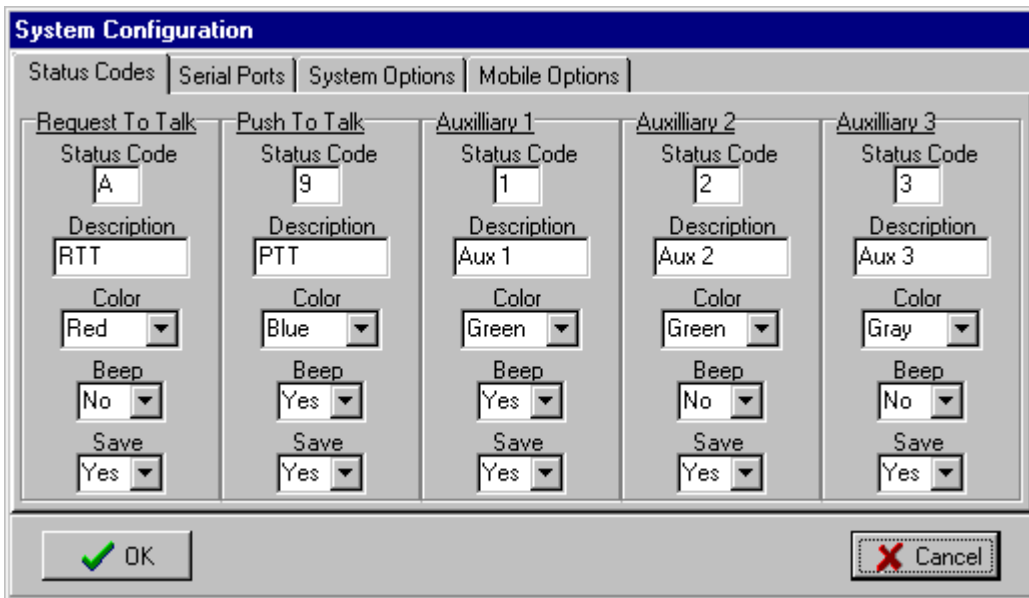 System Configuration
Status Codes Serial Ports System Options Mobile Options
Request To Talk Push To Talk Auxilliary 1 Auxilliary 2 Auxilliary 3
Status Code Status Code Status Code Status Code Status Code
A 9 1 2 3
Description Description Description Description Description
RTT PTT Aux 1 Aux 2 Aux 3
Color Color Color Color Color
Red Blue Green Green Gray
Beep Beep Beep Beep Beep
No Yes Yes No No
Save Save Save Save Save
Yes Yes Yes Yes Yes
OK Cancel